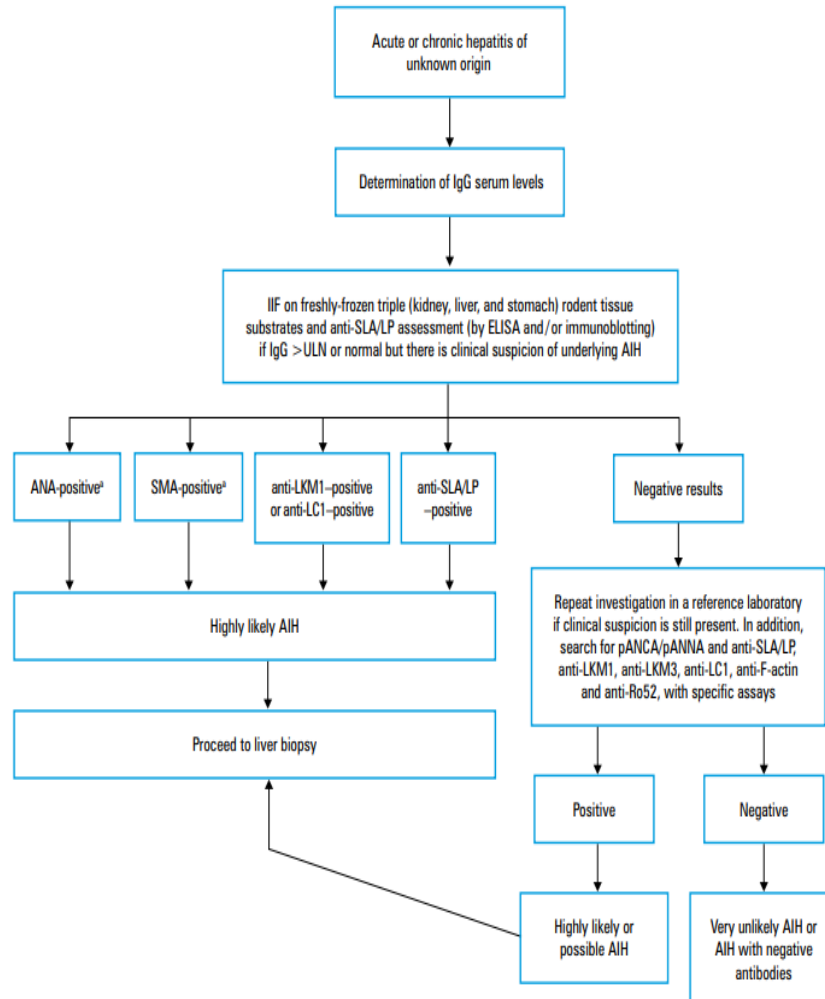 Acute or chronic hepatitis of
unknown origin
Determination of IgG serum levels
IIF on freshly-frozen triple (kidney, liver, and stomach) rodent tissue
substrates and anti-SLA/LP assessment (by ELISA and/or immunoblotting)
if IgG >ULN or normal but there is clinical suspicion of underlying AIH
ANA-positiveª
SMA-positiveª
anti-LKM1–positive
or anti-LC1–positive
anti-SLA/LP
–positive
Negative results
Highly likely AIH
Repeat investigation in a reference laboratory
if clinical suspicion is still present. In addition,
search for pANCA/pANNA and anti-SLA/LP,
anti-LKM1, anti-LKM3, anti-LC1, anti-F-actin
and anti-Ro52, with specific assays
Proceed to liver biopsy
Positive
Negative
Highly likely or
possible AIH
Very unlikely AIH or
AIH with negative
antibodies